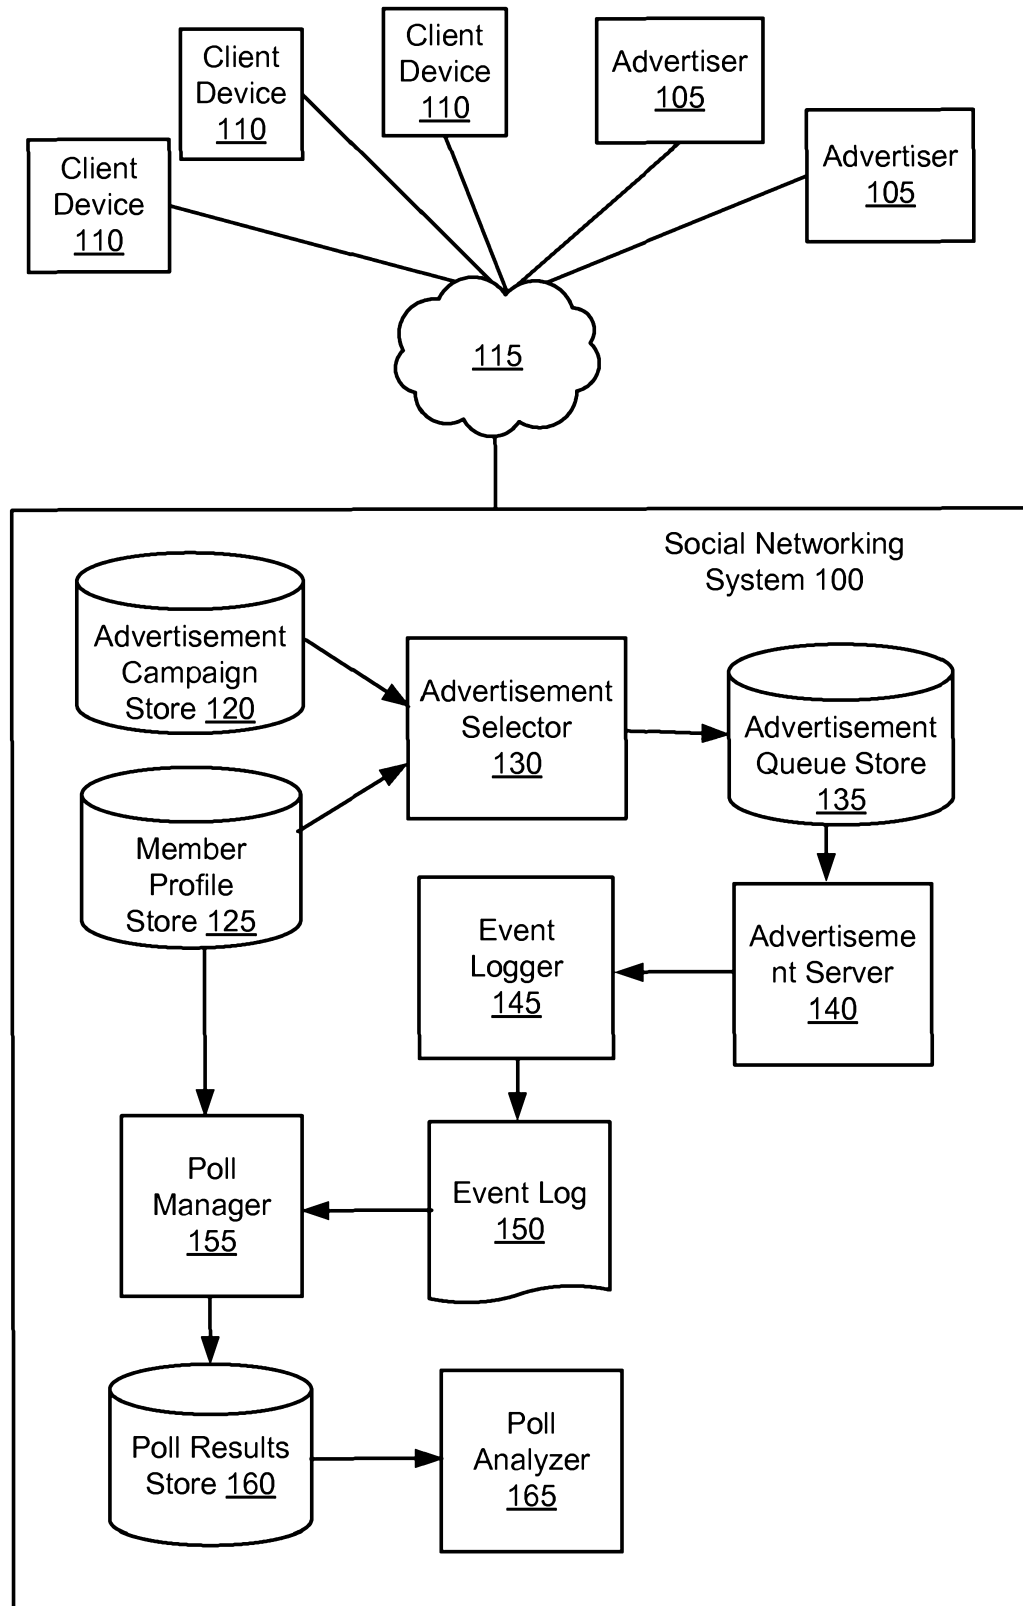 Client
Device
110
Client
Device
110
Client
Device
110
Advertiser
105
Advertiser
105
115
Social Networking
System 100
Advertisement
Campaign
Store 120
Advertisement
Selector
130
Advertisement
Queue Store
135
Member
Profile
Store 125
Event
Logger
145
Advertiseme
nt Server
140
Poll
Manager
155
Event Log
150
Poll Results
Store 160
Poll
Analyzer
165